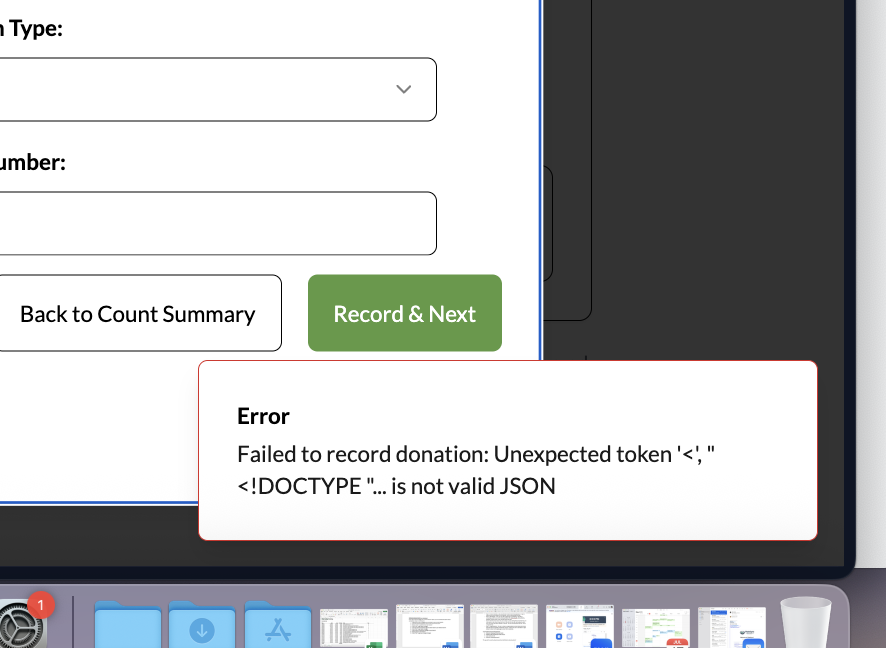 n Type:
umber:
Back to Count Summary
Record & Next
Error
Failed to record donation: Unexpected token '<', "
<!DOCTYPE "... is not valid JSON
1
JUL